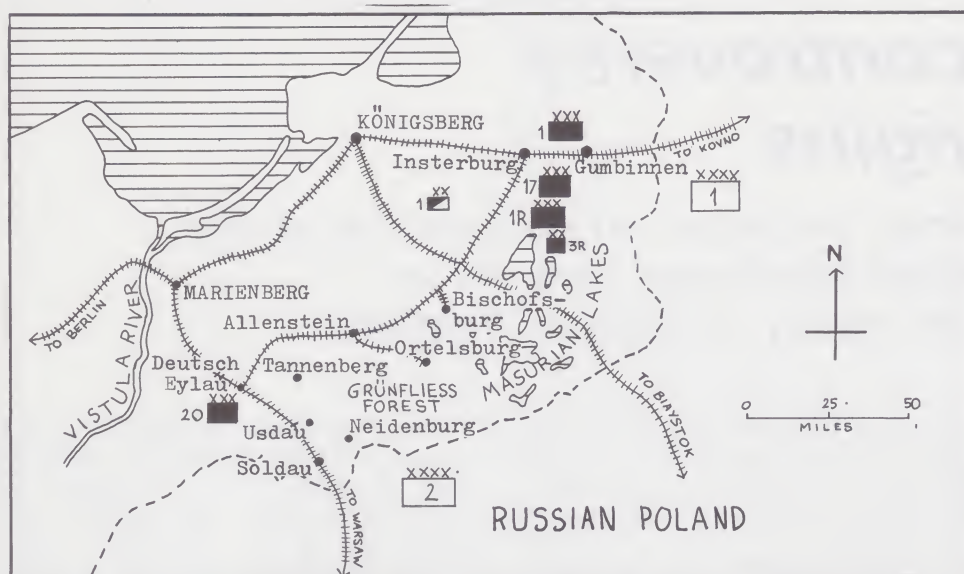 KÖNIGSBERG
Insterburg
Gumbinnen
TO KOVNO
XXX
1
XXX
17
XXX
1R
XX
3R
XX
1
XXXX
1
N
MARIENBERG
TO BERLIN
VISTULA RIVER
Bischofs-
burg
Allenstein
Ortelsburg
MASURIAN LAKES
Deutsch
Eylau
Tannenberg
GRÜNFLIESS
FOREST
XXX
20
Usdau
Neidenburg
Soldau
TO WARSAW
TO BIAYSTOK
0 25 50
MILES
XXXX
2
RUSSIAN POLAND